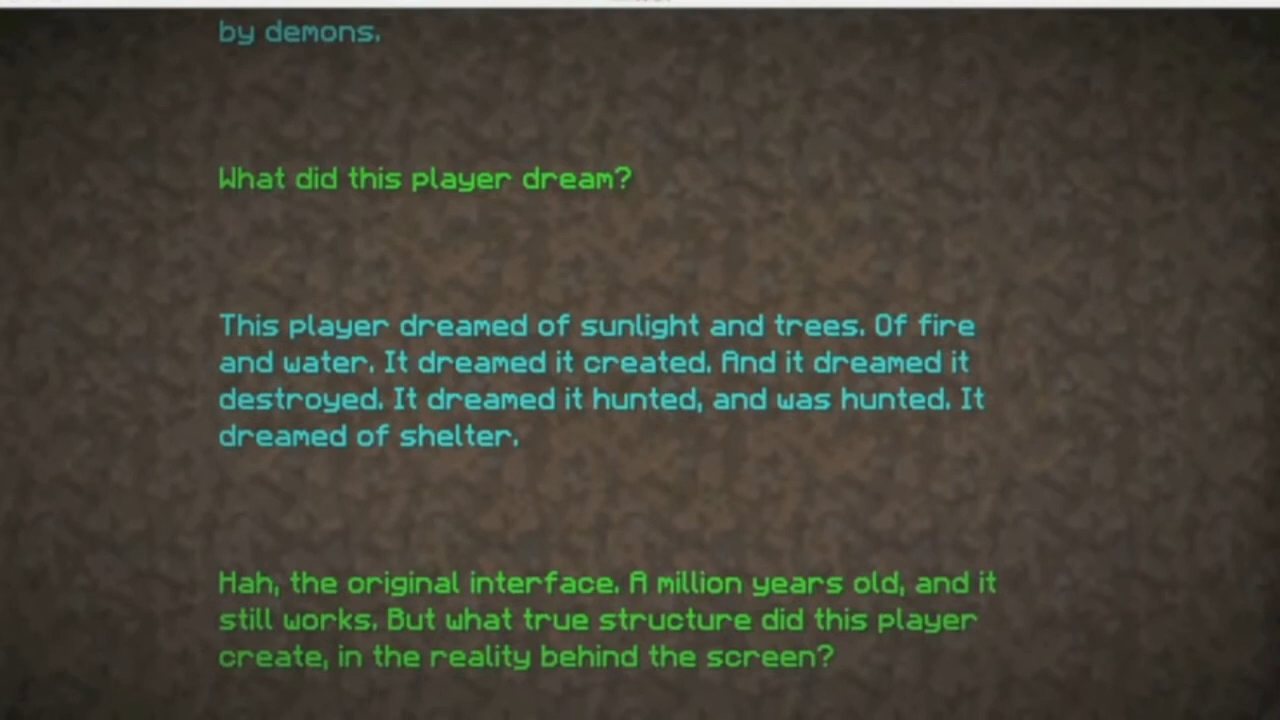 by demons.
What did this player dream?
This player dreamed of sunlight and trees. Of fire
and water. It dreamed it created. And it dreamed it
destroyed. It dreamed it hunted, and was hunted. It
dreamed of shelter.
Hah, the original interface. A million years old, and it
still works. But what true structure did this player
create, in the reality behind the screen?